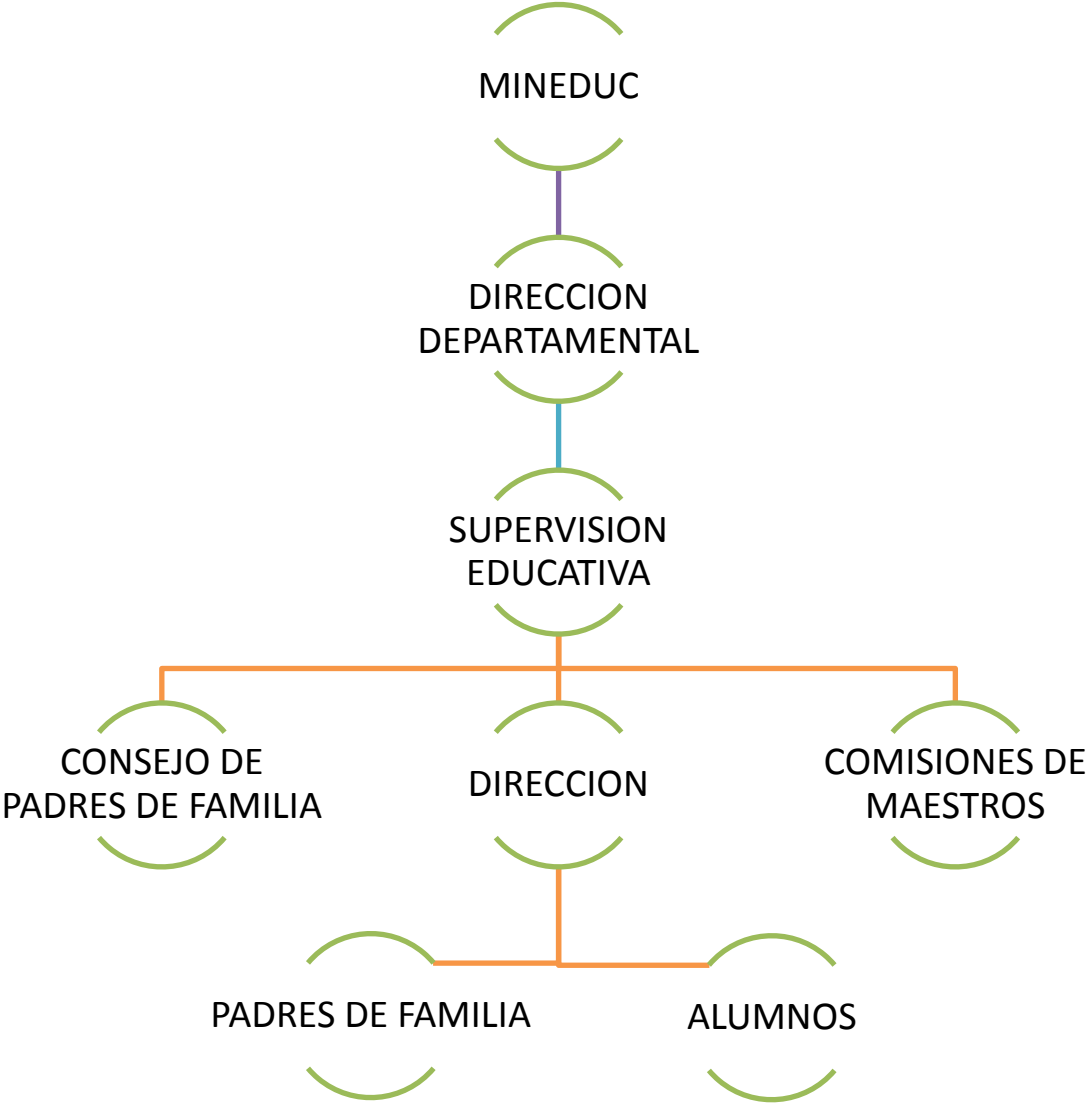 MINEDUC
DIRECCION
DEPARTAMENTAL
SUPERVISION
EDUCATIVA
CONSEJO DE
PADRES DE FAMILIA
DIRECCION
COMISIONES DE
MAESTROS
PADRES DE FAMILIA
ALUMNOS